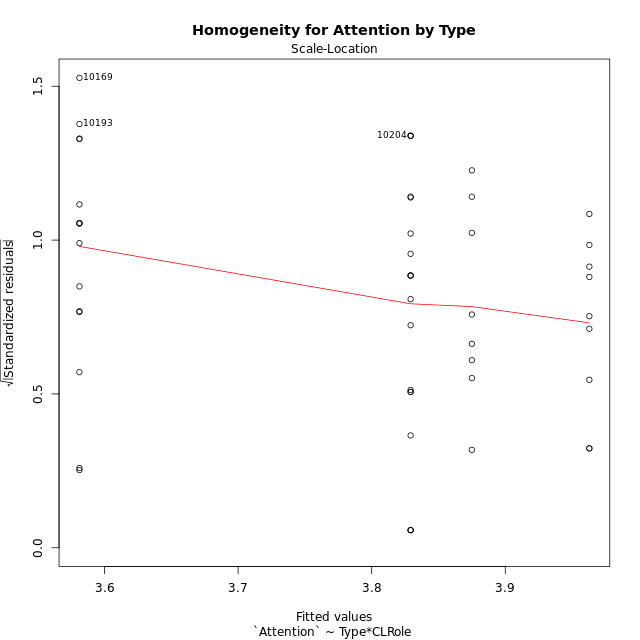 Homogeneity for Attention by Type
Scale-Location
10169
10193
10204
1.5
1.0
0.5
0.0
√|Standardized residuals|
3.6 3.7 3.8 3.9
Fitted values
`Attention` ~ Type*CLRole